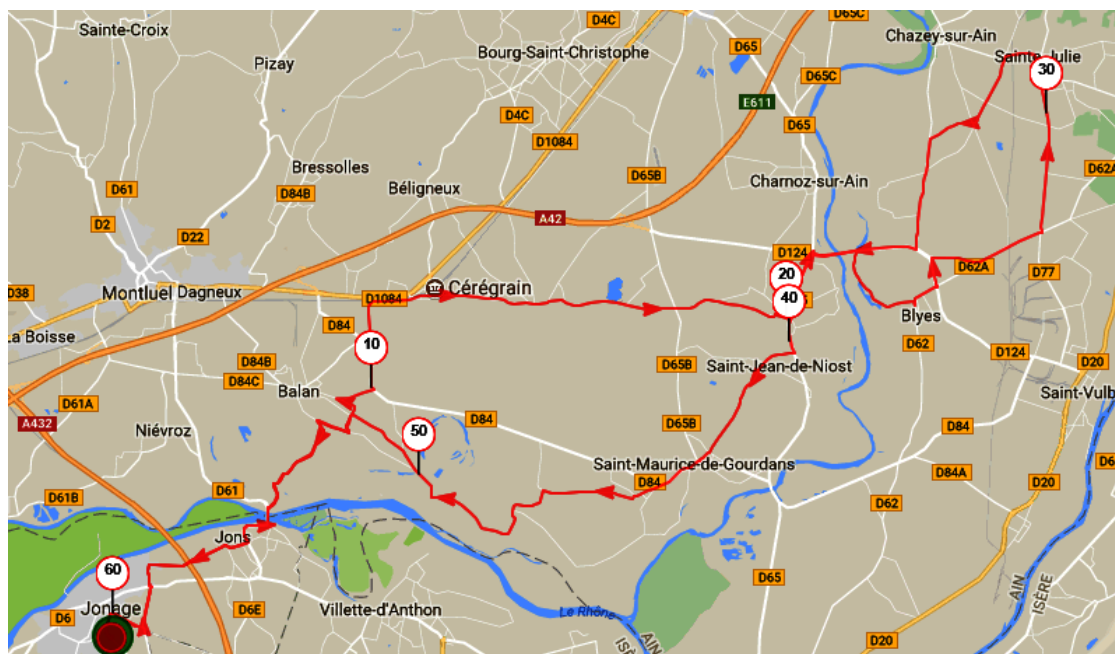 D65C
Sainte-Croix
Chazey-sur-Ain
Bourg-Saint-Christophe
D65
Sainte-Julie
Pizay
30
D65C
D4C
E611
D65
D1084
Bressolles
D62A
D61
D84B
Béligneux
D65B
Charnoz-sur-Ain
D2
A42
D22
D124
D62A
20
D77
D38
Montluel
Dagneux
D1084
Cérégrain
40
Blyes
La Boisse
D84
10
D62
D124
D84B
D65B
Saint-Jean-de-Niost
D20
D84C
Balan
Saint-Vulb
D61A
A432
D84
D65B
D84
Niévroz
50
Saint-Maurice-de-Gourdans
D84A
D84
D20
D61B
D61
D62
Jons
60
D65
AIN
ISÈRE
Jonage
D6
D6E
Villette-d'Anthon
Le Rhône
AIN
D20